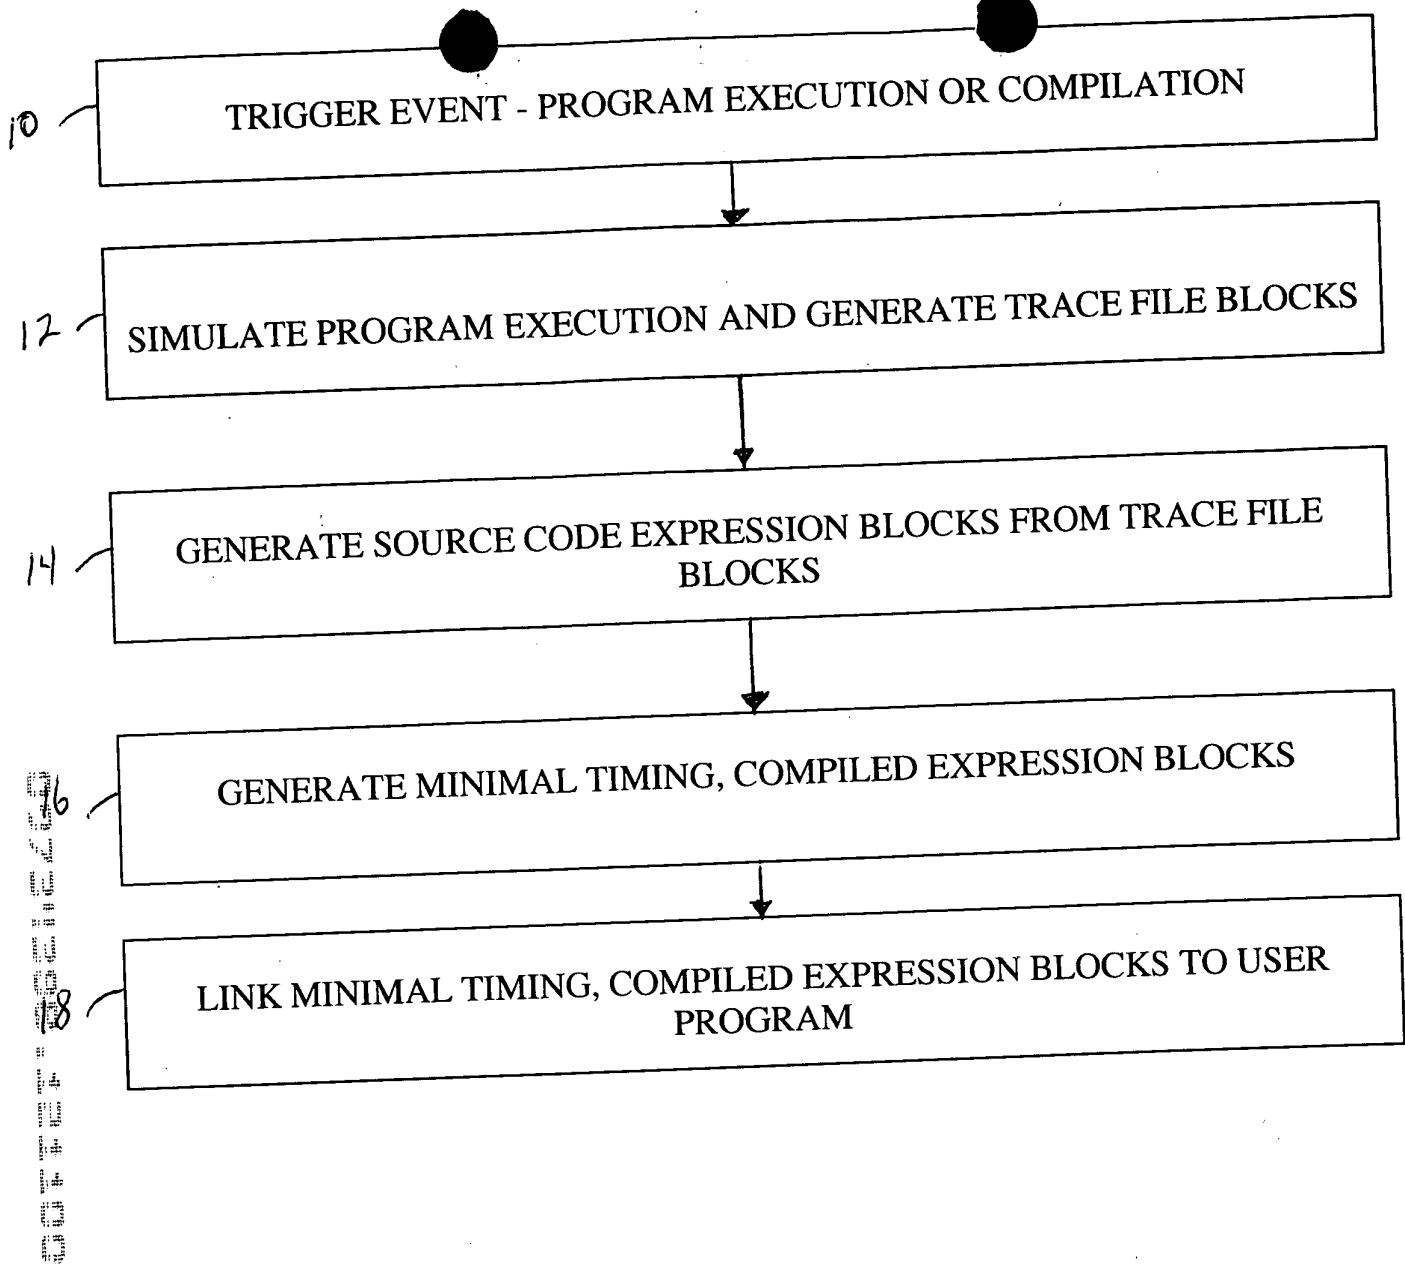 10
TRIGGER EVENT - PROGRAM EXECUTION OR COMPILATION
12
SIMULATE PROGRAM EXECUTION AND GENERATE TRACE FILE BLOCKS
14
GENERATE SOURCE CODE EXPRESSION BLOCKS FROM TRACE FILE
BLOCKS
16
GENERATE MINIMAL TIMING, COMPILED EXPRESSION BLOCKS
18
LINK MINIMAL TIMING, COMPILED EXPRESSION BLOCKS TO USER
PROGRAM